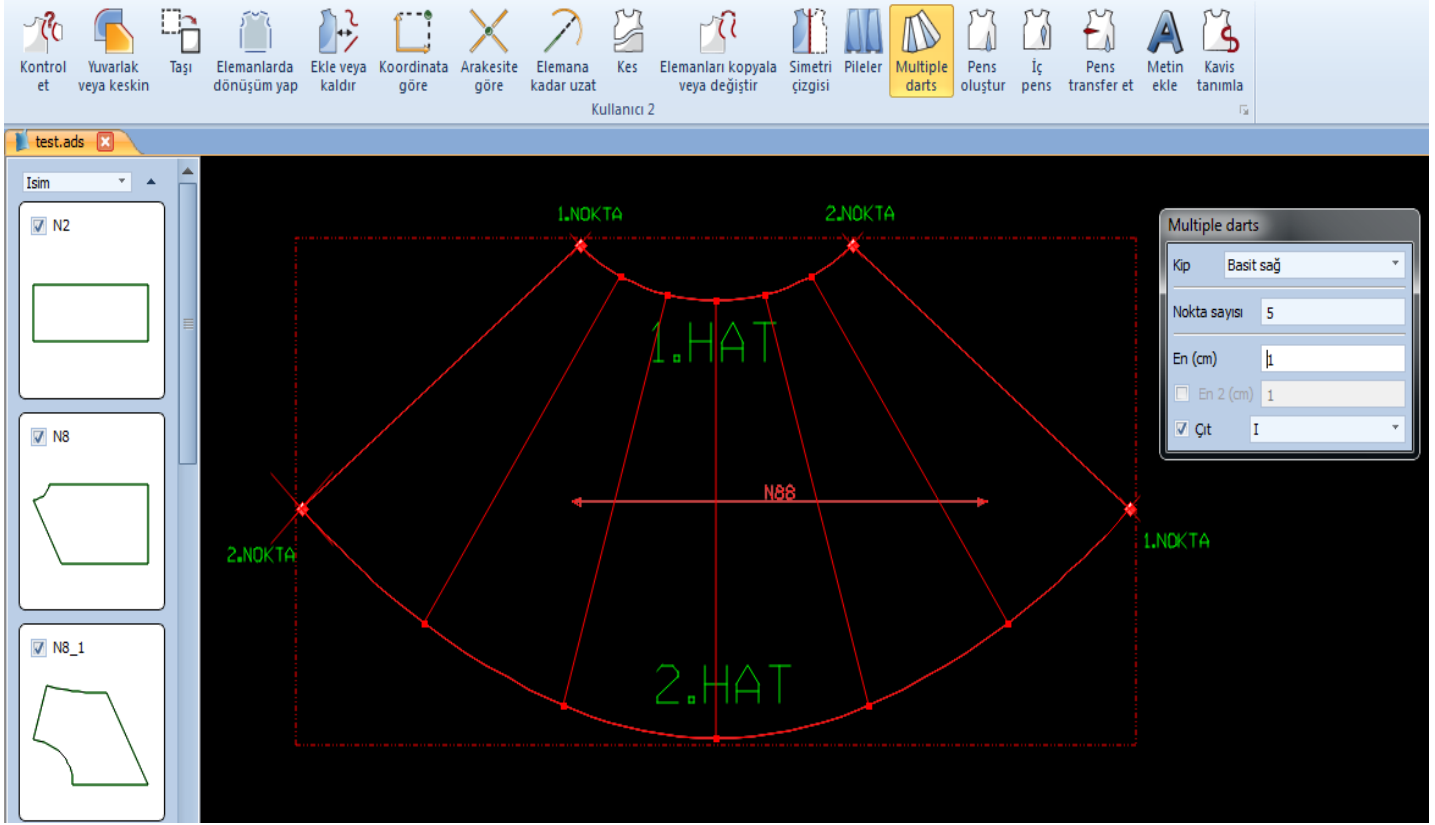 Kontrol et
Yuvarlak veya keskin
Taşı
Elemanlarda dönüşüm yap
Ekle veya kaldır
Koordinata göre
Arakesite göre
Elemana kadar uzat
Kes
Elemanları kopyala veya değiştir
Simetri çizgisi
Pileler
Multiple darts
Pens oluştur
İç pens
Pens transfer et
Metin ekle
Kavis tanımla
Kullanıcı 2
test.ads
Isim
N2
N8
N8_1
1.NOKTA
2.NOKTA
1.HAT
N88
2.NOKTA
1.NOKTA
2.HAT
Multiple darts
Kip Basit sağ
Nokta sayısı 5
En (cm) 1
En 2 (cm) 1
Çıt I